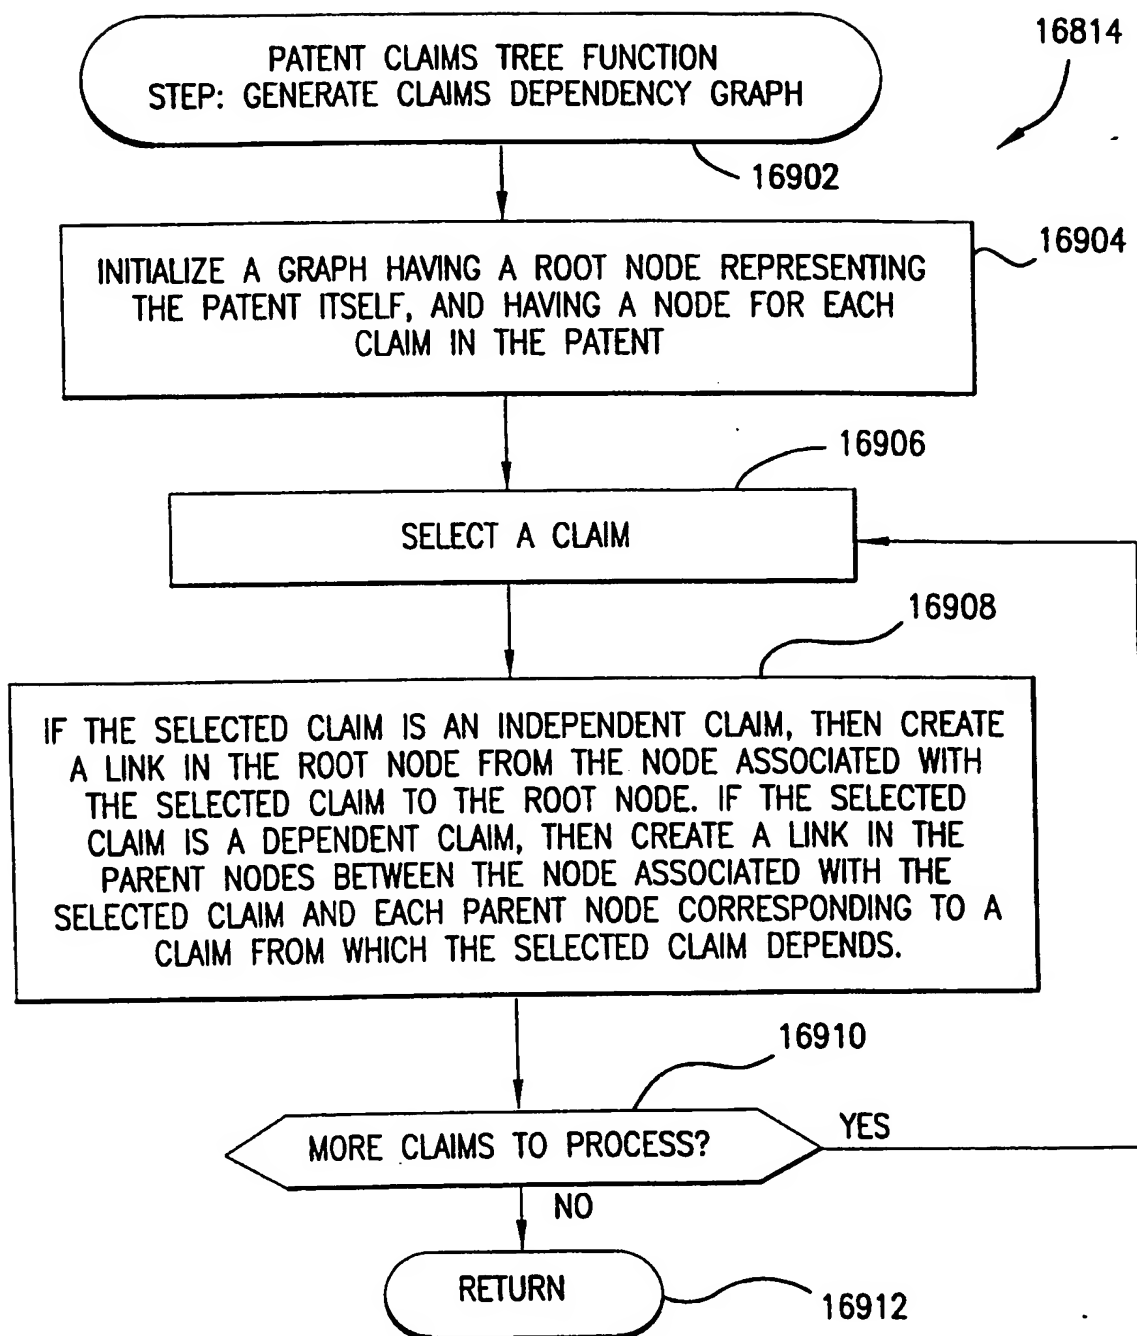 16814
PATENT CLAIMS TREE FUNCTION
STEP: GENERATE CLAIMS DEPENDENCY GRAPH
16902
16904
INITIALIZE A GRAPH HAVING A ROOT NODE REPRESENTING
THE PATENT ITSELF, AND HAVING A NODE FOR EACH
CLAIM IN THE PATENT
16906
SELECT A CLAIM
16908
IF THE SELECTED CLAIM IS AN INDEPENDENT CLAIM, THEN CREATE
A LINK IN THE ROOT NODE FROM THE NODE ASSOCIATED WITH
THE SELECTED CLAIM TO THE ROOT NODE. IF THE SELECTED
CLAIM IS A DEPENDENT CLAIM, THEN CREATE A LINK IN THE
PARENT NODES BETWEEN THE NODE ASSOCIATED WITH THE
SELECTED CLAIM AND EACH PARENT NODE CORRESPONDING TO A
CLAIM FROM WHICH THE SELECTED CLAIM DEPENDS.
16910
MORE CLAIMS TO PROCESS?
YES
NO
RETURN
16912